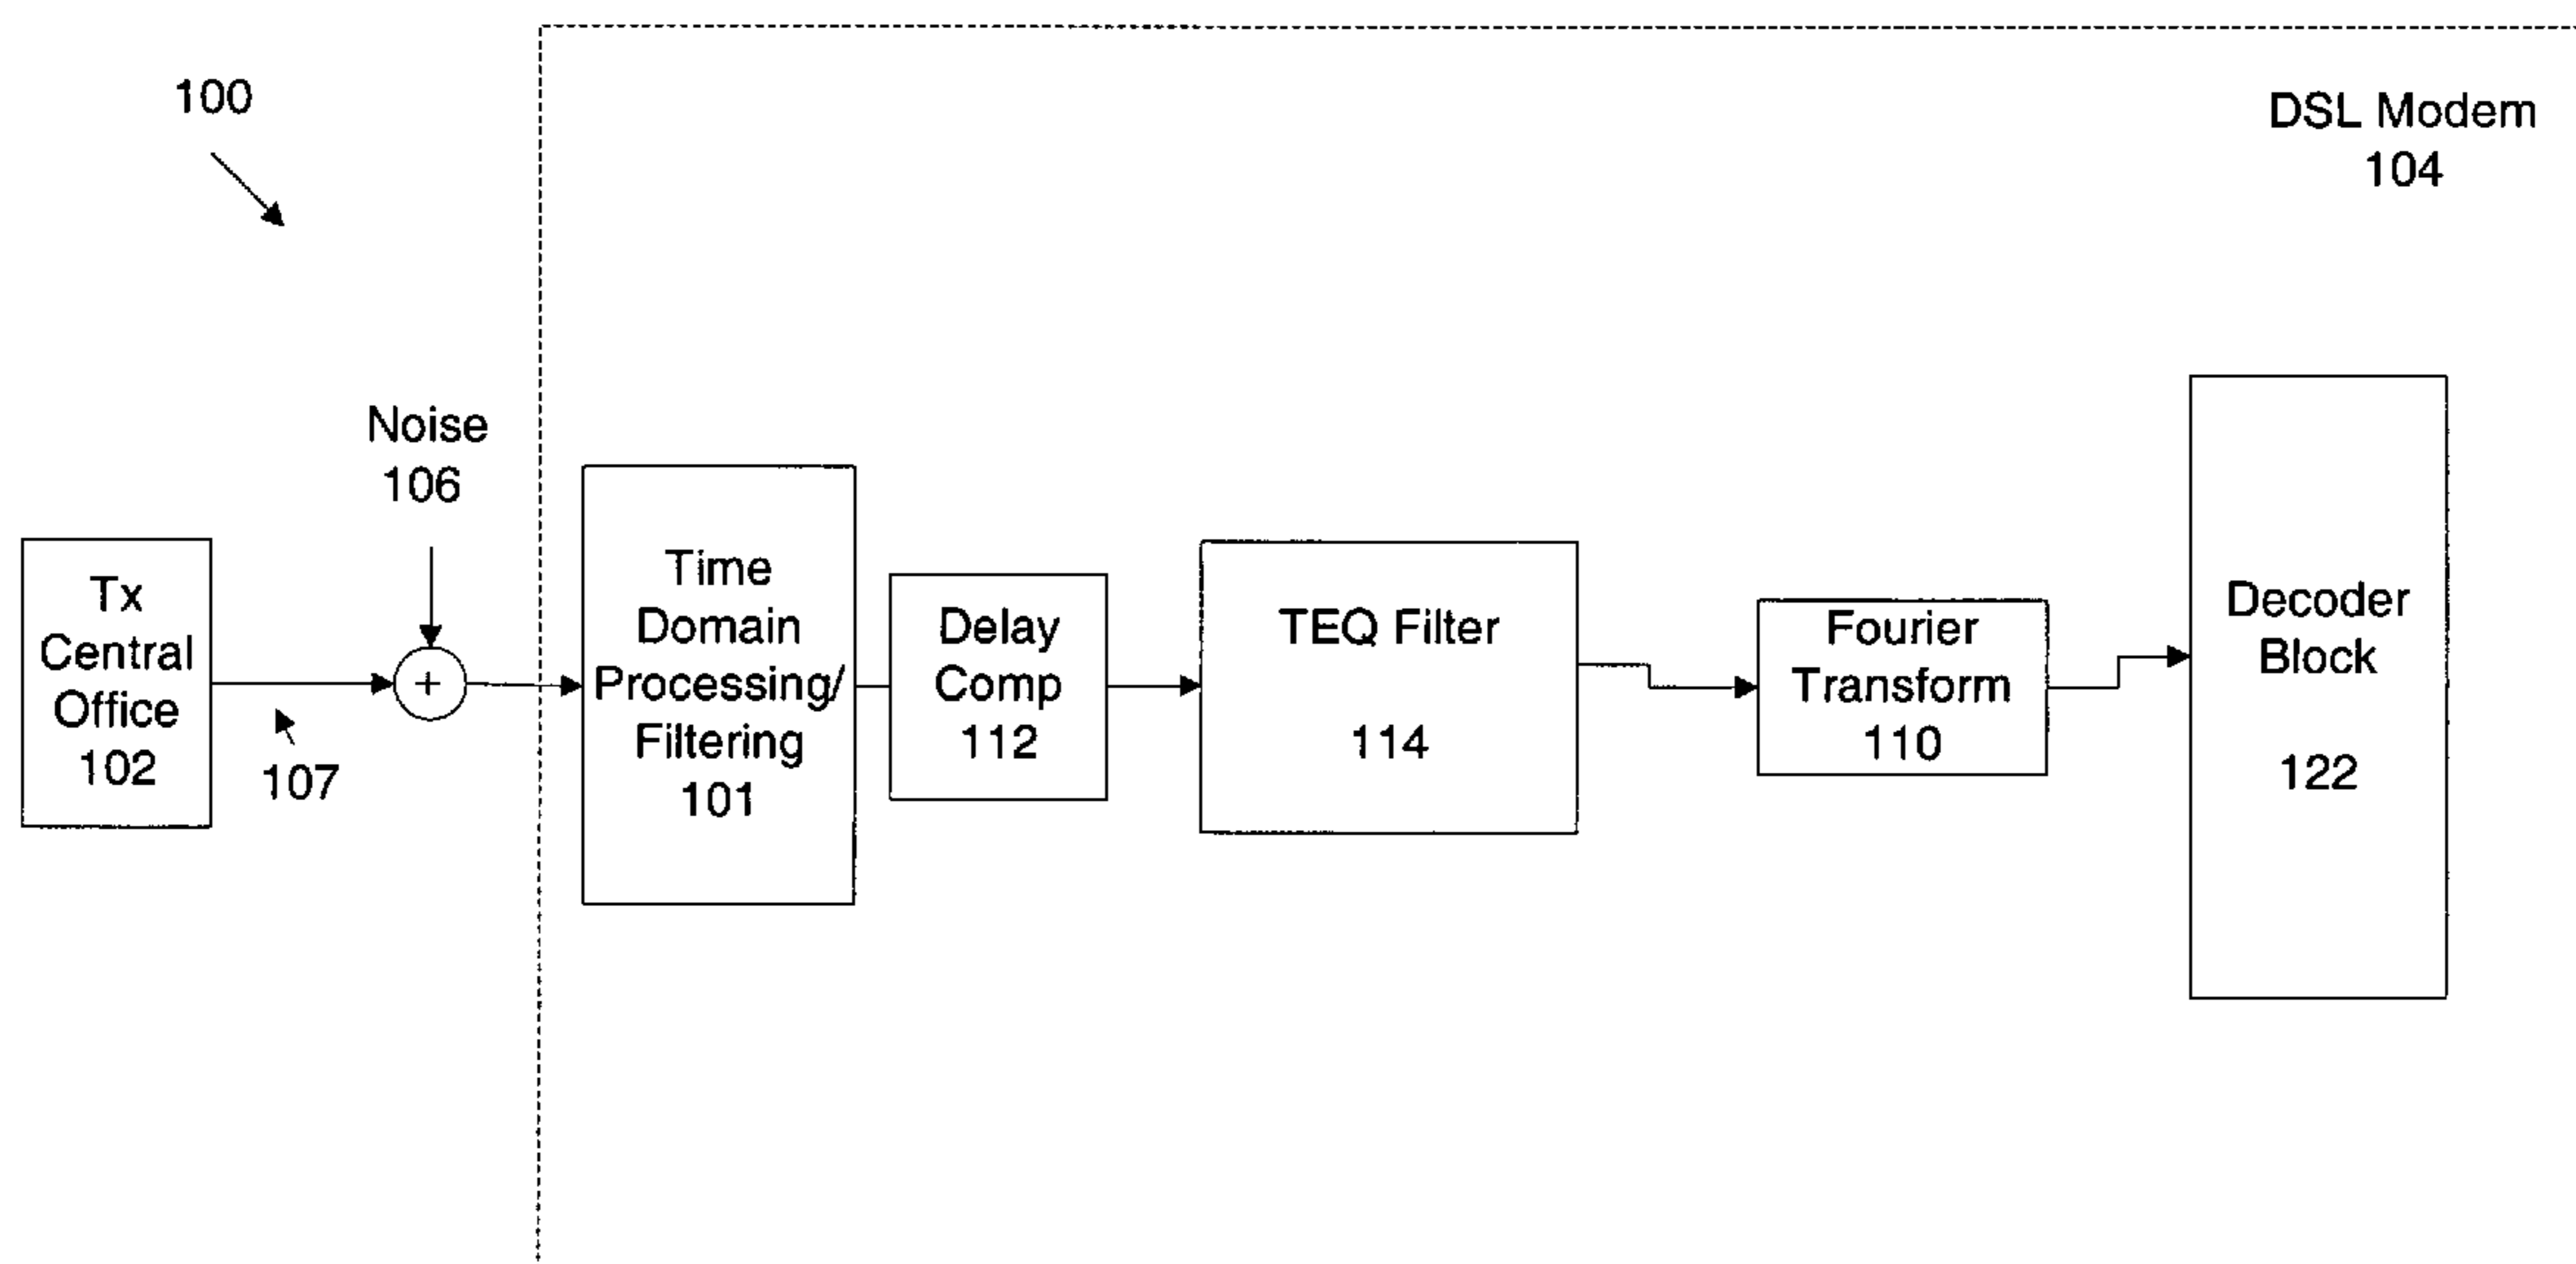 100
DSL Modem
104
Noise
106
Tx
Central
Office
102
107
+
Time
Domain
Processing/
Filtering
101
Delay
Comp
112
TEQ Filter
114
Fourier
Transform
110
Decoder
Block
122